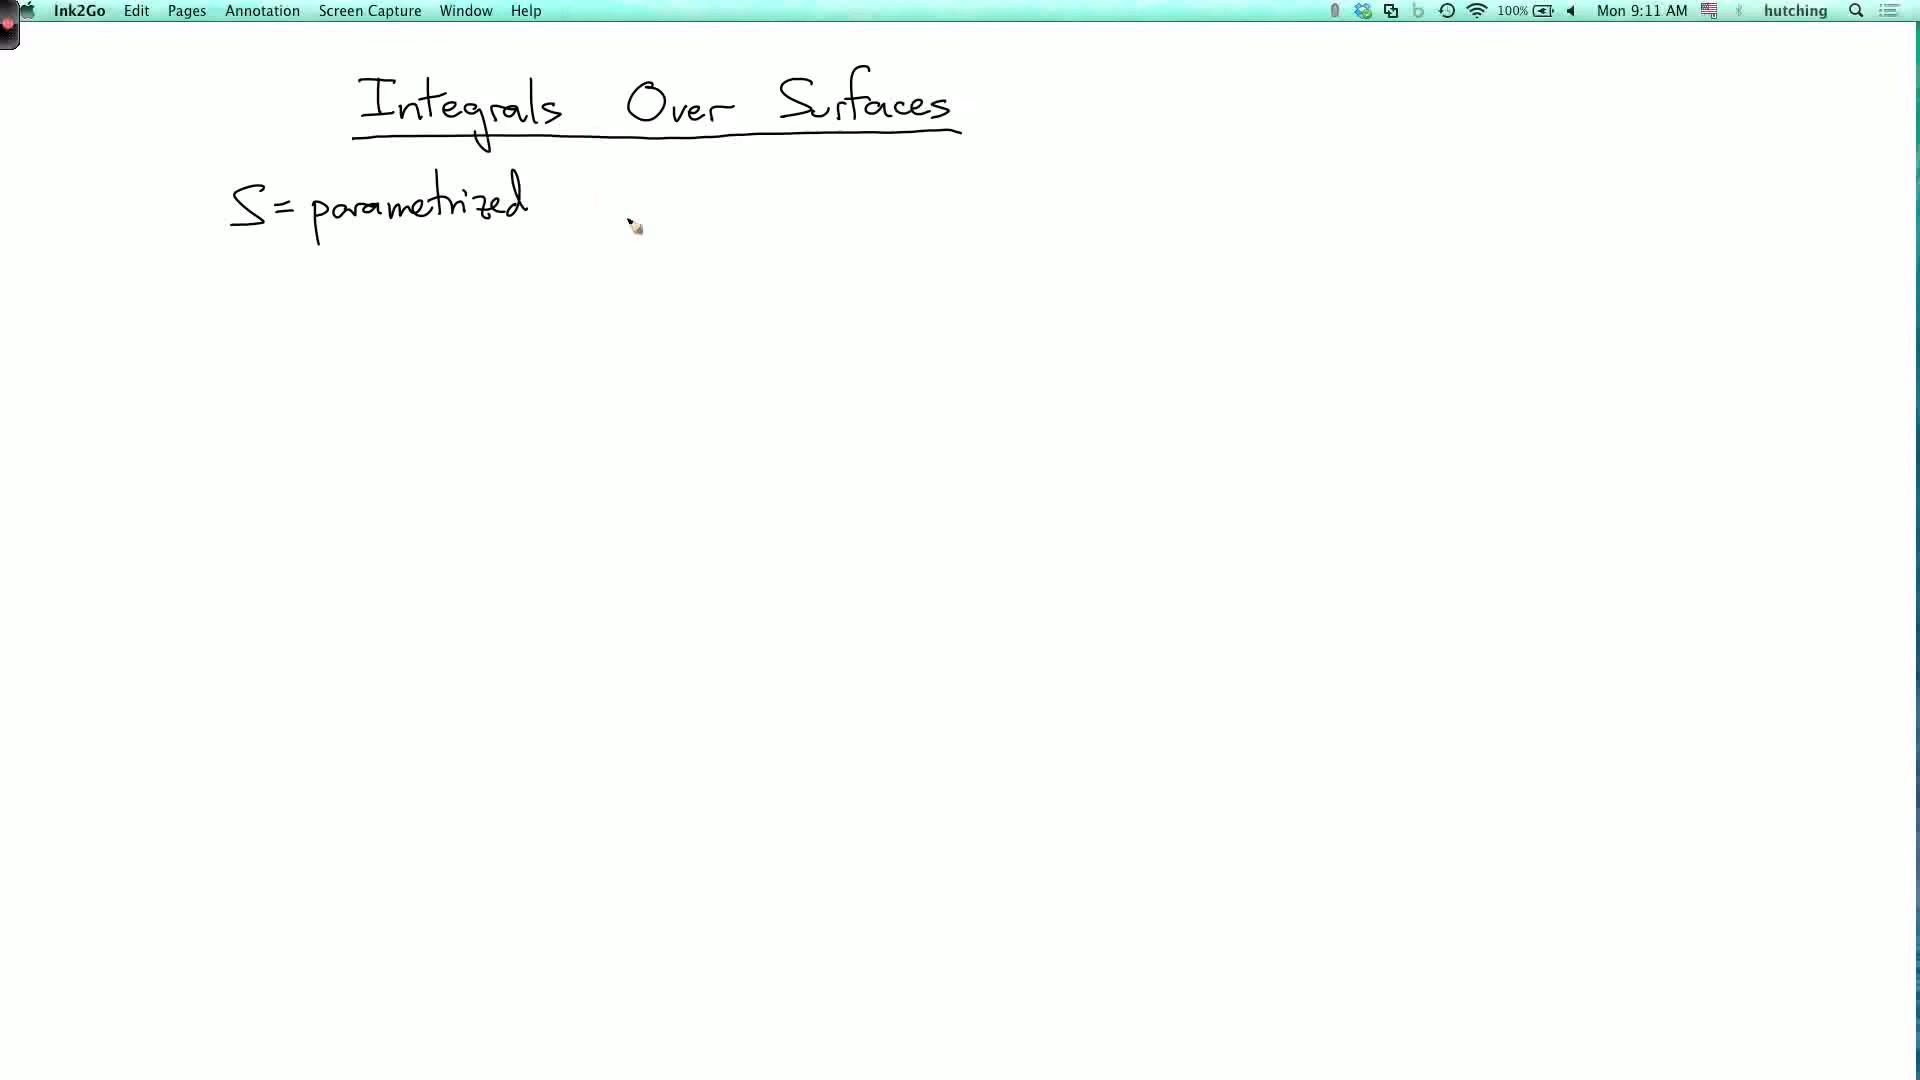 Ink2Go Edit Pages Annotation Screen Capture Window Help 100% Mon 9:11 AM hutching
Integrals Over Surfaces
S = parametrized